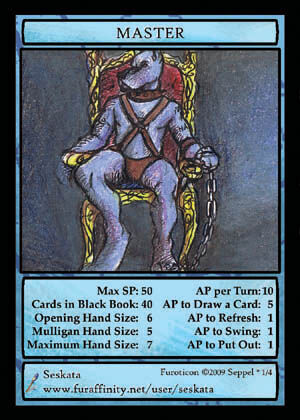 MASTER
Max SP: 50 AP per Turn: 10
Cards in Black Book: 40 AP to Draw a Card: 5
Opening Hand Size: 6 AP to Refresh: 1
Mulligan Hand Size: 5 AP to Swing: 1
Maximum Hand Size: 7 AP to Put Out: 1
Seskata Furoticon ©2009 Seppel * 1/4
www.furaffinity.net/user/seskata